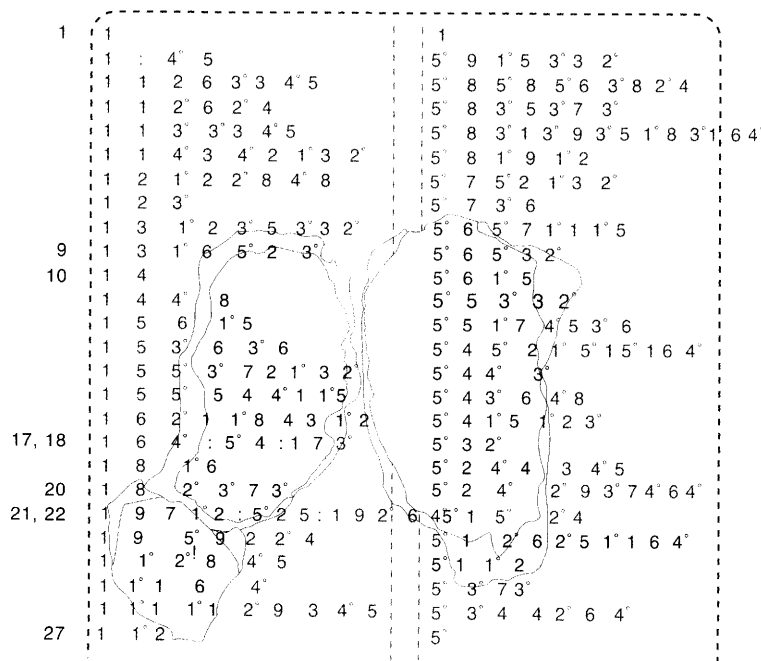 1 1 1
1 : 4° 5 5° 9 1° 5 3° 3 2°
1 1 2 6 3° 3 4° 5 5° 8 5° 8 5° 6 3° 8 2° 4
1 1 2° 6 2° 4 5° 8 3° 5 3° 7 3°
1 1 3° 3° 3 4° 5 5° 8 3° 1 3° 9 3° 5 1° 8 3° 1 6 4°
1 1 4° 3 4° 2 1° 3 2° 5° 8 1° 9 1° 2
1 2 1° 2 2° 8 4° 8 5° 7 5° 2 1° 3 2°
1 2 3° 5° 7 3° 6
1 3 1° 2 3° 5 3° 3 2° 5° 6 5° 7 1° 1 1° 5
9 1 3 1° 6 5° 2 3° 5° 6 5° 3 2°
10 1 4 5° 6 1° 5
1 4 4° 8 5° 5 3° 3 2°
1 5 6 1° 5 5° 5 1° 7 4° 5 3° 6
1 5 3° 6 3° 6 5° 4 5° 2 1° 5° 1 5° 1 6 4°
1 5 5° 3° 7 2 1° 3 2° 5° 4 4° 3°
1 5 5° 5 4 4° 1 1° 5 5° 4 3° 6 4° 8
1 6 2° 1 1° 8 4 3 1° 2 5° 4 1° 5 1° 2 3°
17, 18 1 6 4° : 5° 4 : 1 7 3° 5° 3 2°
1 8 1° 6 5° 2 4° 4 3 4° 5
20 1 8 2° 3° 7 3° 5° 2 4° 2° 9 3° 7 4° 6 4°
21, 22 1 9 7 1° 2 : 5° 2 5 : 1 9 2° 6 4 5° 1 5° 2° 4
1 9 5° 9 2 2° 4 5° 1 2° 6 2° 5 1° 1 6 4°
1 1° 2° ! 8 4° 5 5° 1 1° 2
1 1° 1 6 4° 5° 3° 7 3°
1 1° 1 1° 1 2° 9 3 4° 5 5° 3° 4 4 2° 6 4°
27 1 1° 2 5°